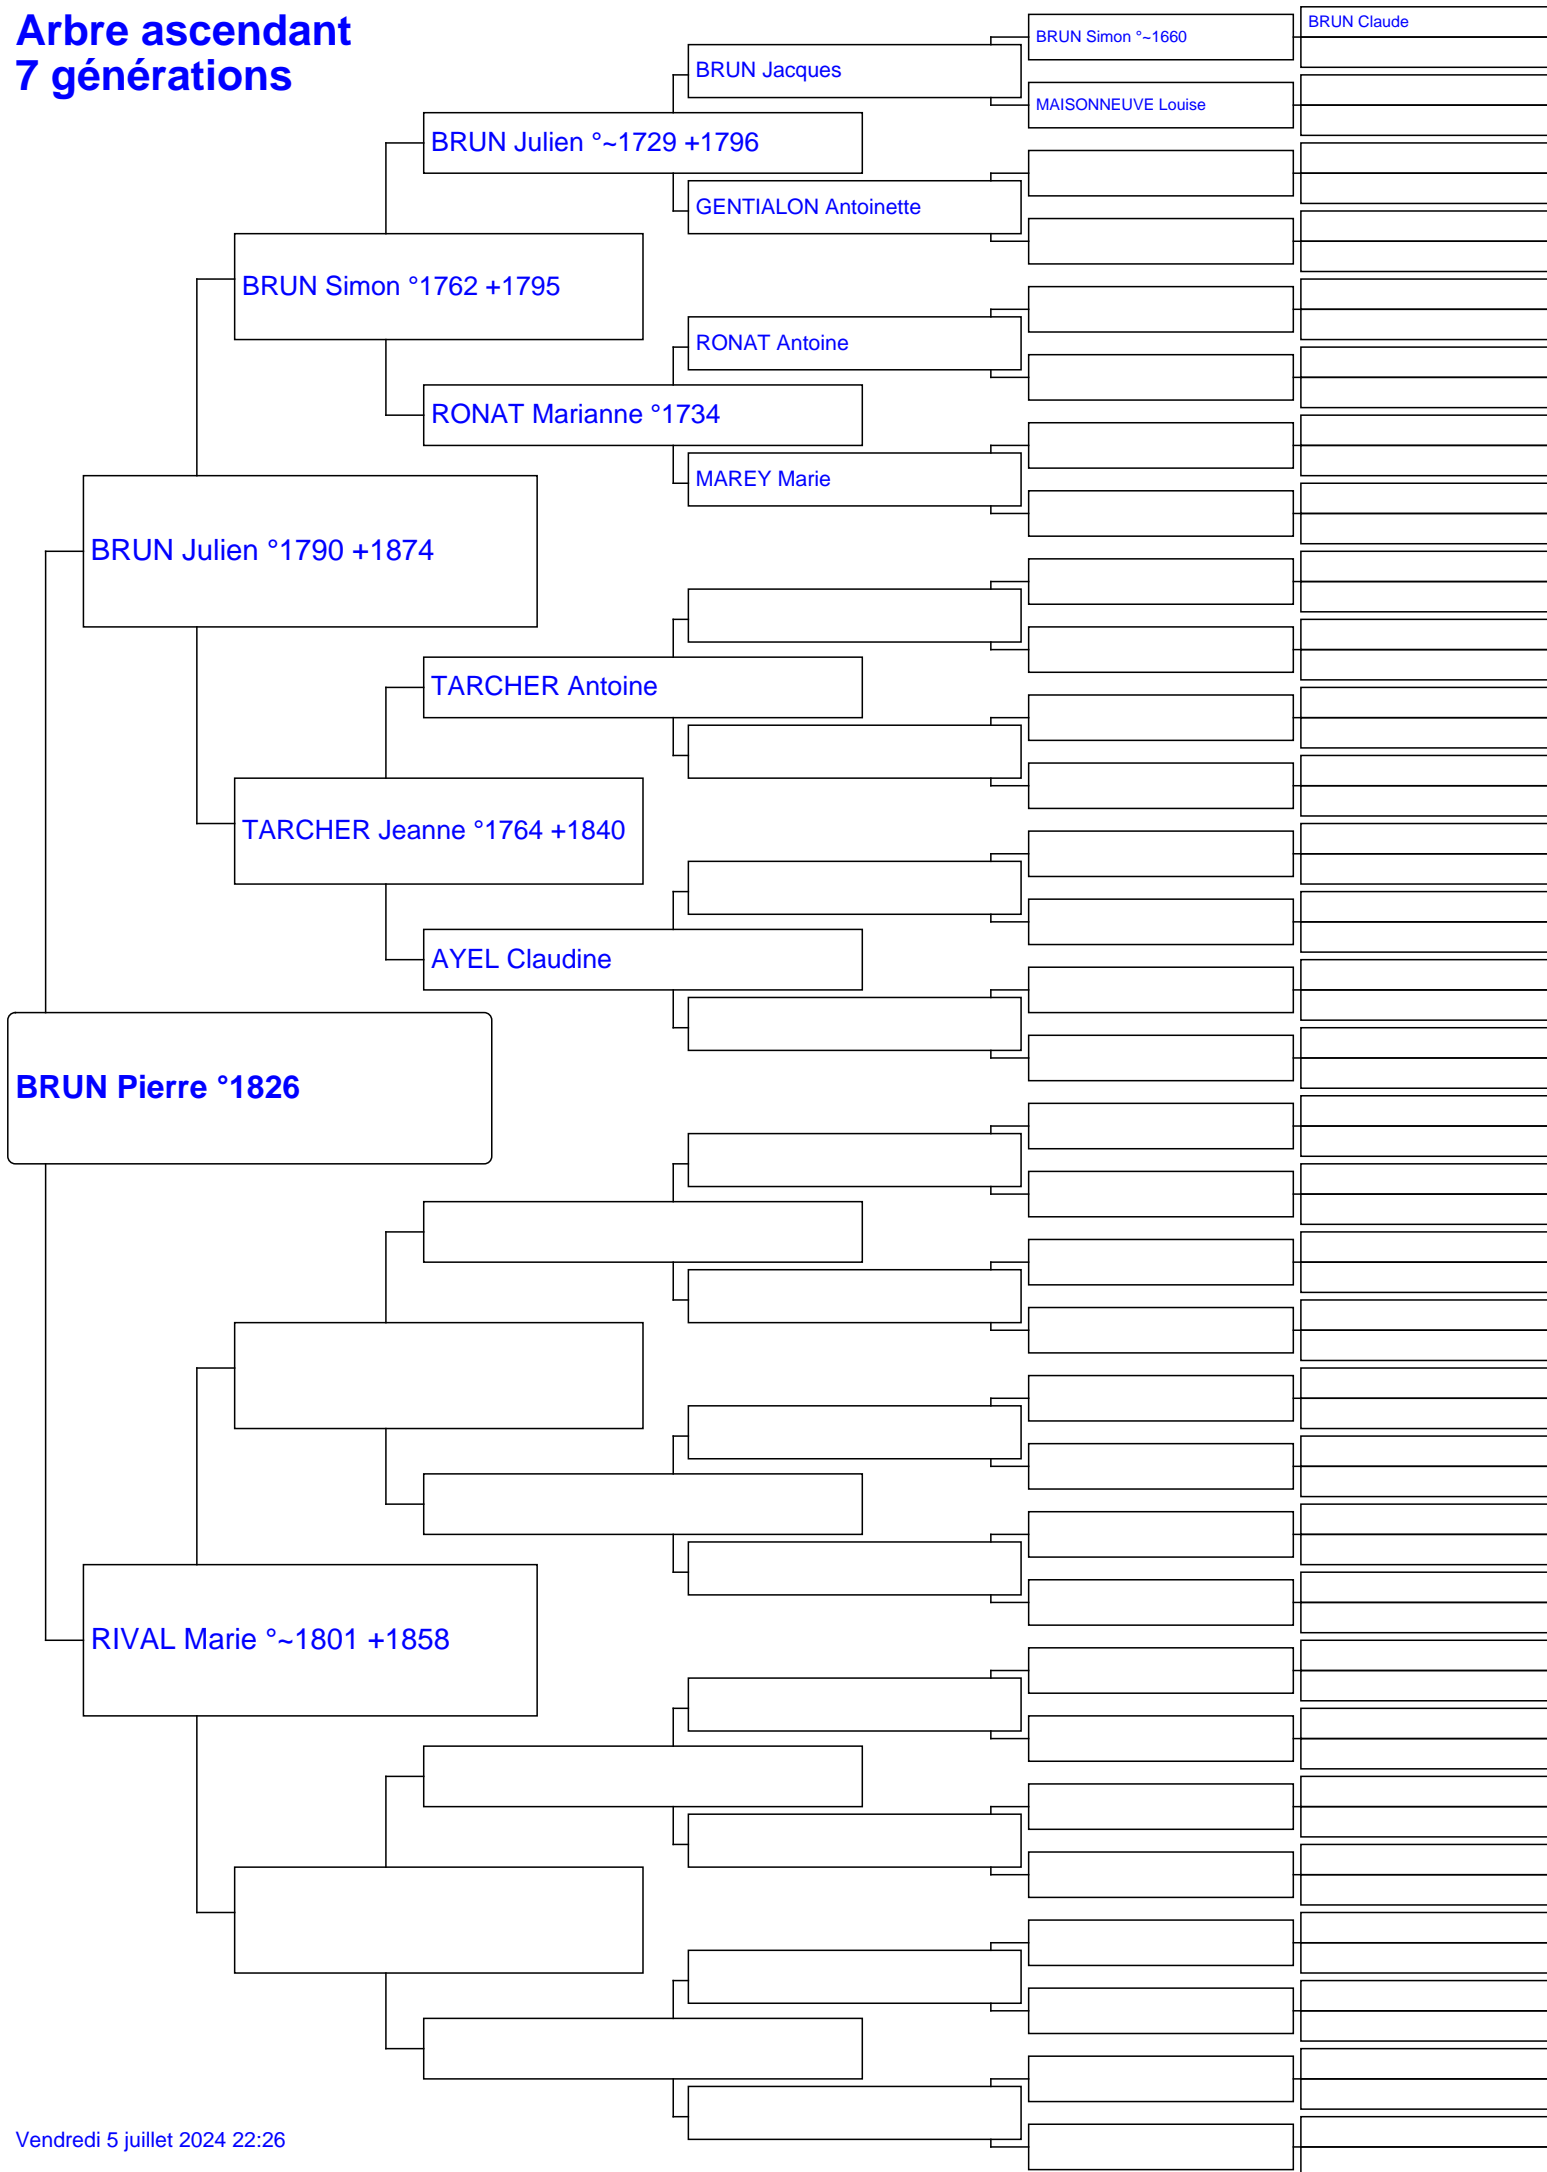 Arbre ascendant
7 générations
BRUN Claude
BRUN Simon °~1660
BRUN Jacques
MAISONNEUVE Louise
BRUN Julien °~1729 +1796
GENTIALON Antoinette
BRUN Simon °1762 +1795
RONAT Antoine
RONAT Marianne °1734
MAREY Marie
BRUN Julien °1790 +1874
TARCHER Antoine
TARCHER Jeanne °1764 +1840
AYEL Claudine
BRUN Pierre °1826
RIVAL Marie °~1801 +1858
Vendredi 5 juillet 2024 22:26